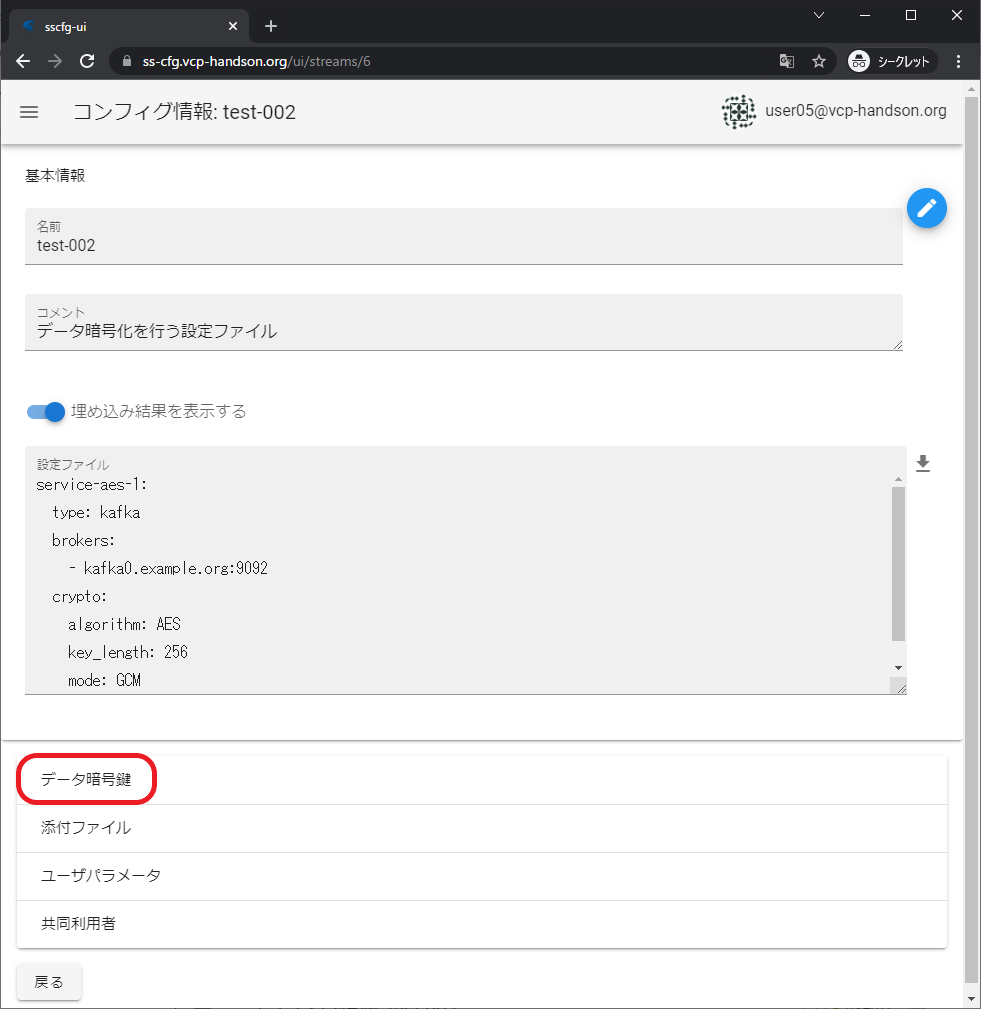 sscfg-ui
ss-cfg.vcp-handson.org/ui/streams/6
シークレット
コンフィグ情報: test-002
user05@vcp-handson.org
基本情報
名前
test-002
コメント
データ暗号化を行う設定ファイル
埋め込み結果を表示する
設定ファイル
service-aes-1:
  type: kafka
  brokers:
    - kafka0.example.org:9092
  crypto:
    algorithm: AES
    key_length: 256
    mode: GCM
データ暗号鍵
添付ファイル
ユーザパラメータ
共同利用者
戻る